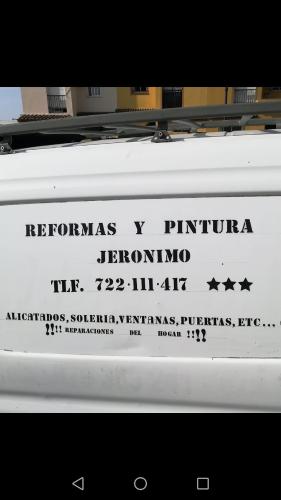 REFORMAS Y PINTURA
JERONIMO
TLF. 722·111·417 ★★★
ALICATADOS,SOLERIA,VENTANAS,PUERTAS,ETC...
!!!! REPARACIONES DEL HOGAR !!!!